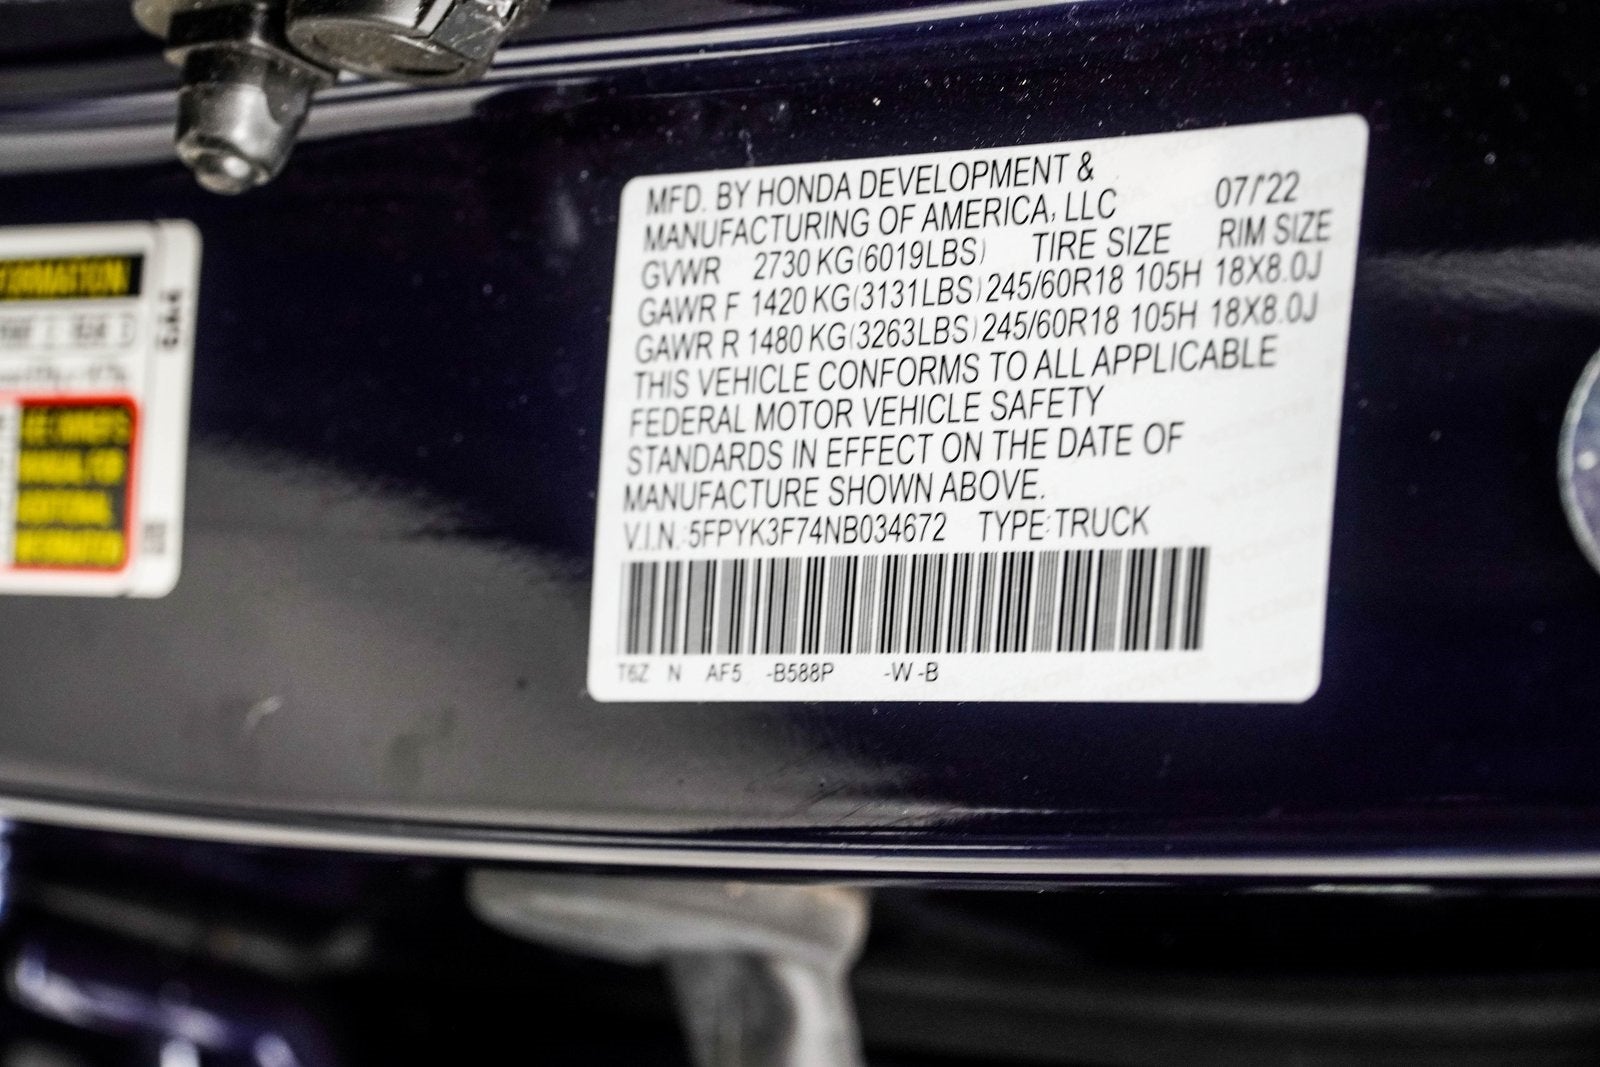 MFD. BY HONDA DEVELOPMENT &
MANUFACTURING OF AMERICA, LLC 07/'22
GVWR 2730 KG(6019LBS) TIRE SIZE RIM SIZE
GAWR F 1420 KG(3131LBS) 245/60R18 105H 18X8.0J
GAWR R 1480 KG(3263LBS) 245/60R18 105H 18X8.0J
THIS VEHICLE CONFORMS TO ALL APPLICABLE
FEDERAL MOTOR VEHICLE SAFETY
STANDARDS IN EFFECT ON THE DATE OF
MANUFACTURE SHOWN ABOVE.
V.I.N.:5FPYK3F74NB034672 TYPE:TRUCK
T6Z N AF5 -B588P -W -B